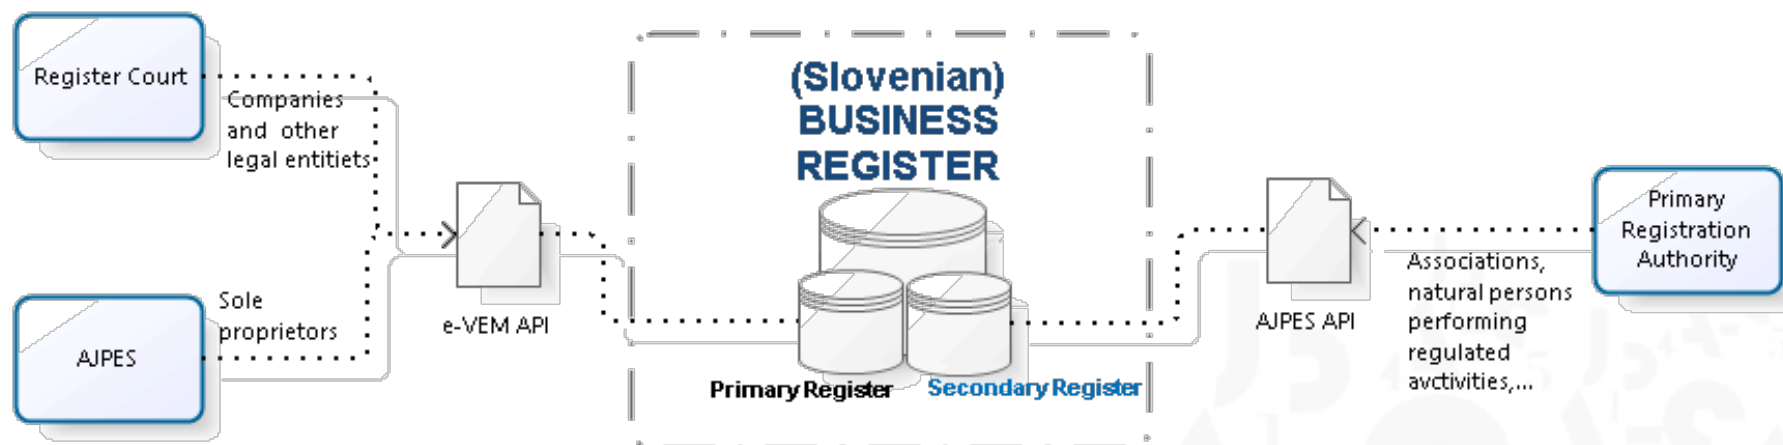 Register Court
Companies
and other
legal entitiets
Sole
proprietors
AJPES
e-VEM API
(Slovenian)
BUSINESS
REGISTER
Primary Register
Secondary Register
AJPES API
Primary
Registration
Authority
Associations,
natural persons
performing
regulated
avctivities,...